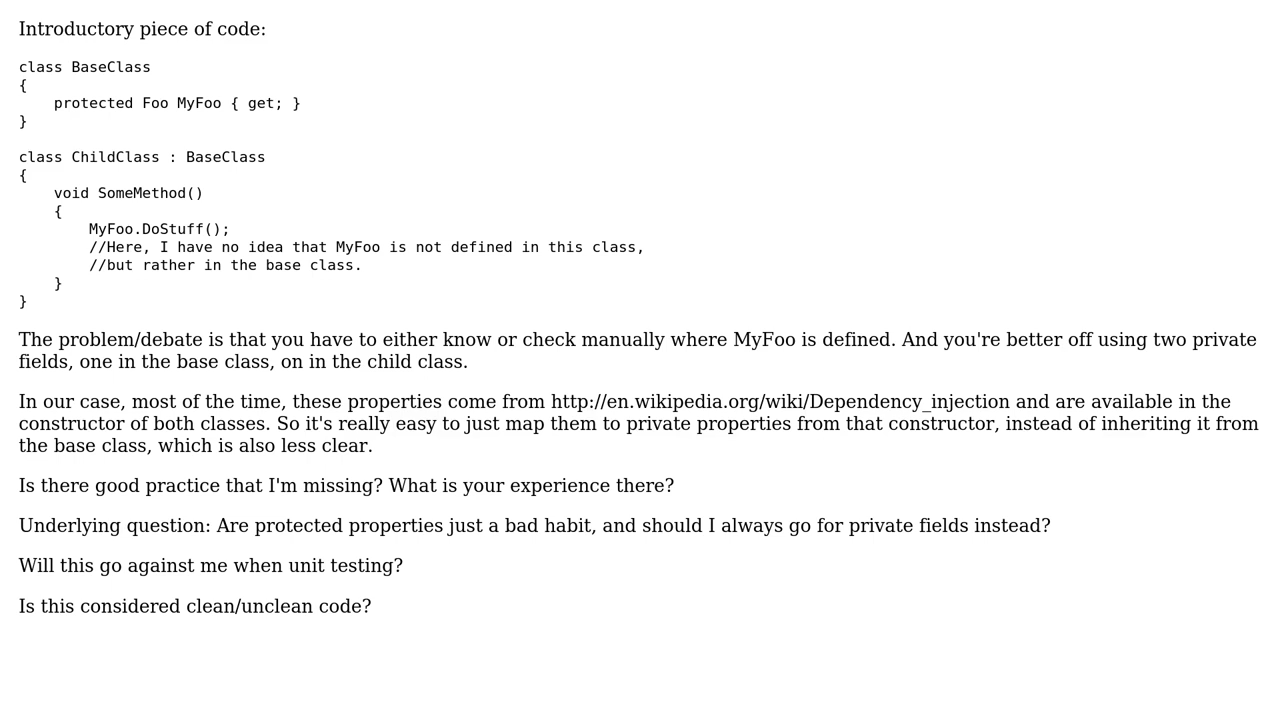 Introductory piece of code:
class BaseClass
{
    protected Foo MyFoo { get; }
}
class ChildClass : BaseClass
{
    void SomeMethod()
    {
        MyFoo.DoStuff();
        //Here, I have no idea that MyFoo is not defined in this class,
        //but rather in the base class.
    }
}
The problem/debate is that you have to either know or check manually where MyFoo is defined. And you're better off using two private
fields, one in the base class, on in the child class.
In our case, most of the time, these properties come from http://en.wikipedia.org/wiki/Dependency_injection and are available in the
constructor of both classes. So it's really easy to just map them to private properties from that constructor, instead of inheriting it from
the base class, which is also less clear.
Is there good practice that I'm missing? What is your experience there?
Underlying question: Are protected properties just a bad habit, and should I always go for private fields instead?
Will this go against me when unit testing?
Is this considered clean/unclean code?